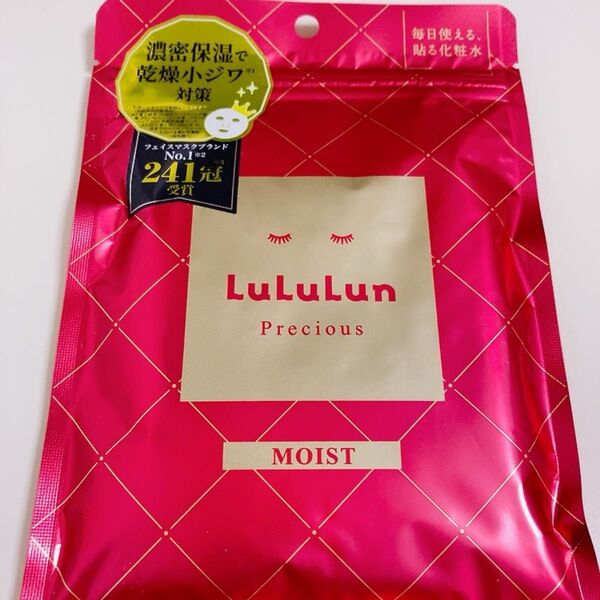 濃密保湿で
乾燥小ジワ※1
対策
フェイスマスクブランド
No.1※2
241冠
受賞
毎日使える、
貼る化粧水
LuLuLun
Precious
MOIST